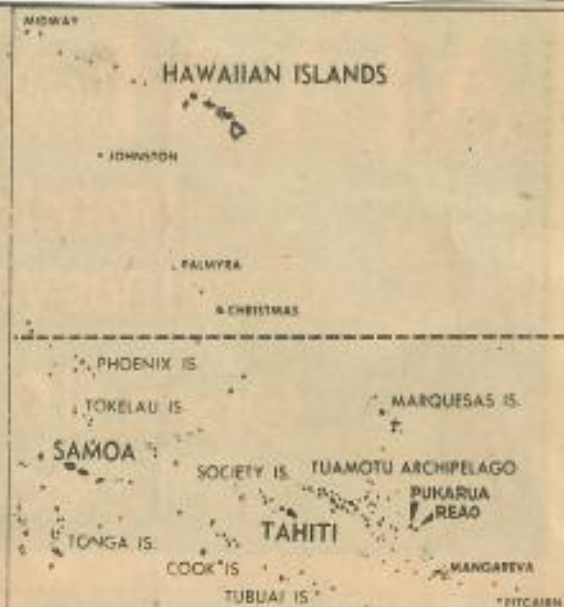 MIDWAY
HAWAIIAN ISLANDS
JOHNSTON
PALMYRA
CHRISTMAS
PHOENIX IS.
TOKELAU IS.
MARQUESAS IS.
SAMOA
SOCIETY IS. TUAMOTU ARCHIPELAGO
PUKARUA
REAO
TAHITI
TONGA IS.
COOK IS
MANGAREVA
TUBUAI IS
PITCAIRN